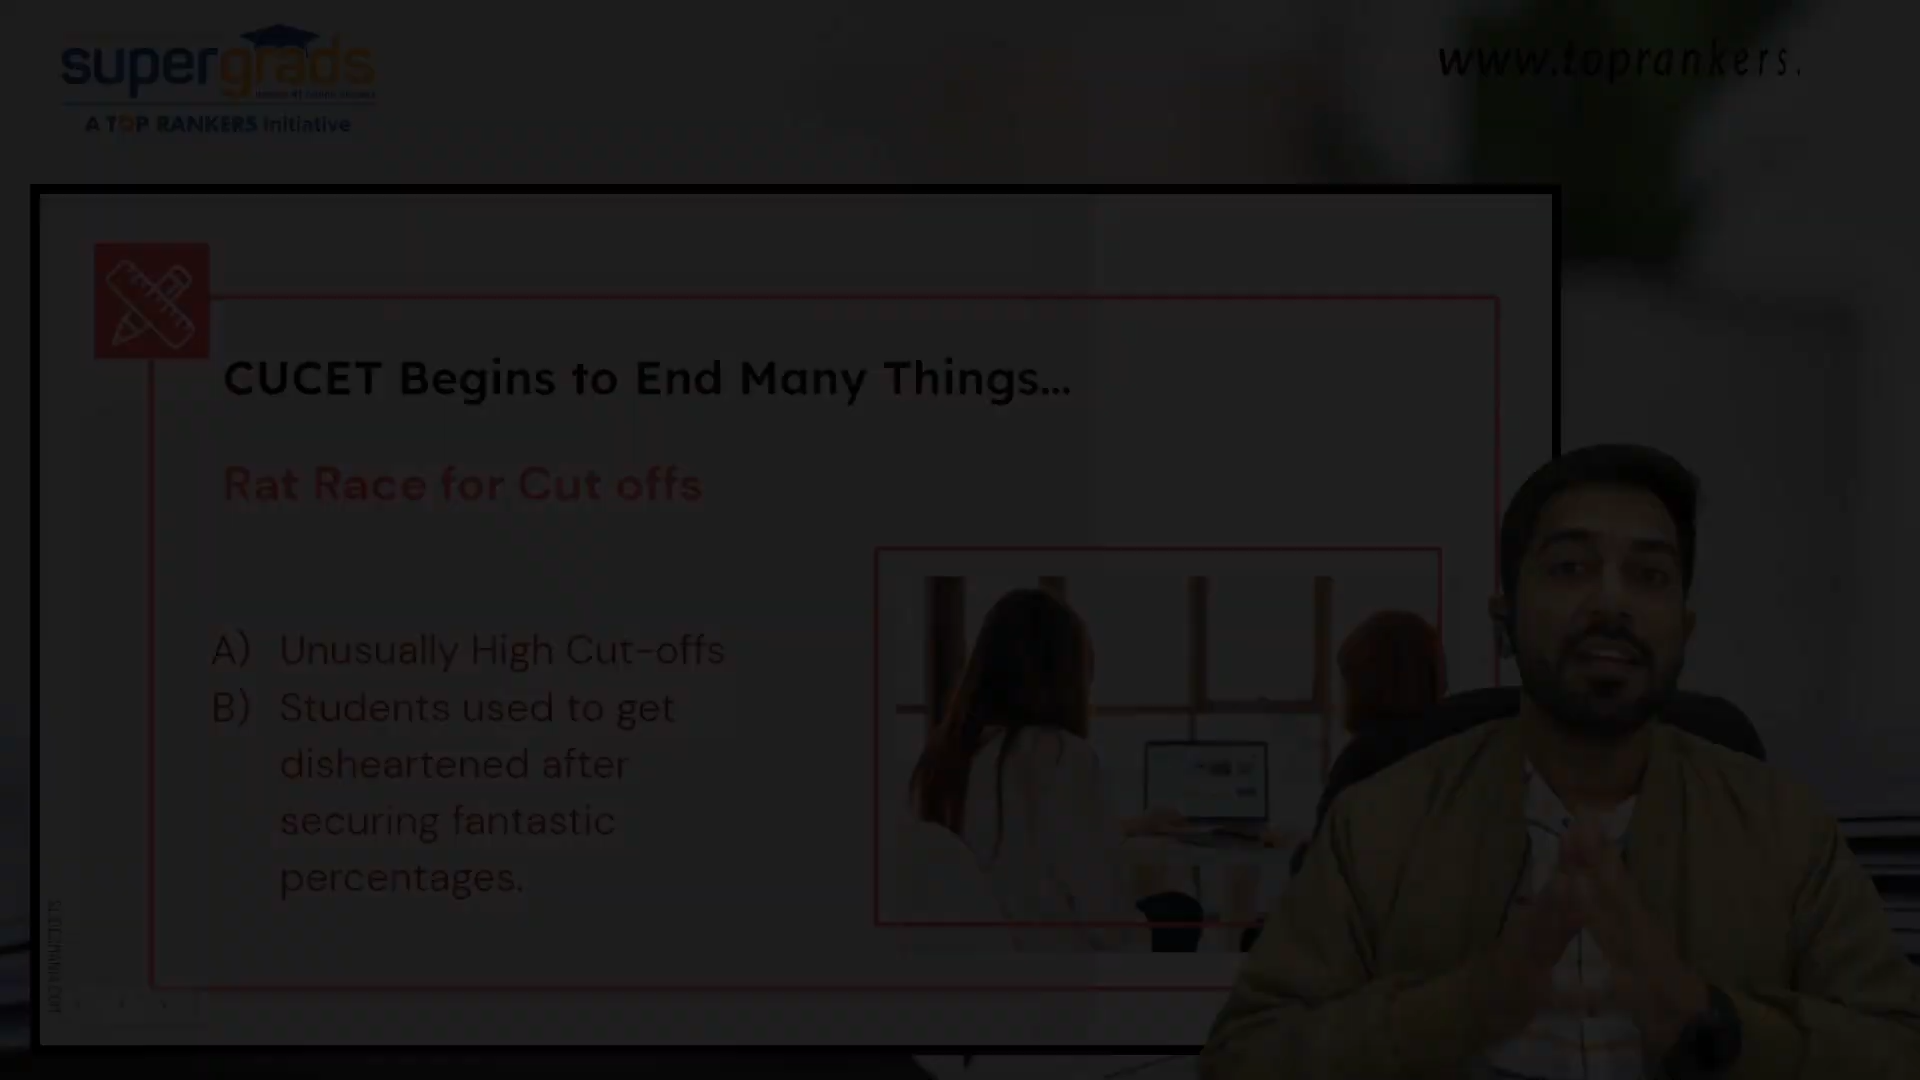 supergrads
A TOP RANKERS Initiative
www.toprankers.
CUCET Begins to End Many Things...
Rat Race for Cut offs
A) Unusually High Cut-offs
B) Students used to get
disheartened after
securing fantastic
percentages.